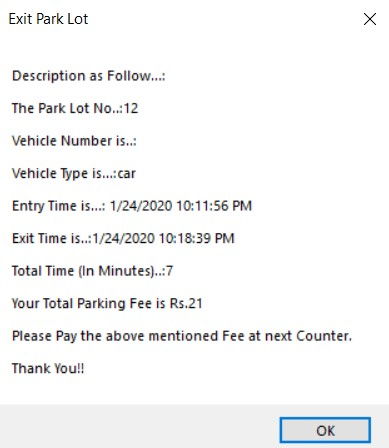 Exit Park Lot
Description as Follow...:
The Park Lot No..:12
Vehicle Number is..:
Vehicle Type is...:car
Entry Time is...: 1/24/2020 10:11:56 PM
Exit Time is..:1/24/2020 10:18:39 PM
Total Time (In Minutes)..:7
Your Total Parking Fee is Rs.21
Please Pay the above mentioned Fee at next Counter.
Thank You!!
OK